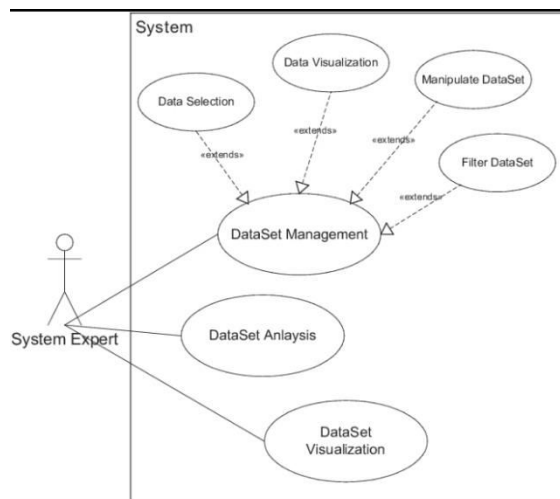 System
Data Visualization
Manipulate DataSet
Data Selection
«extends»
«extends»
«extends»
Filter DataSet
«extends»
DataSet Management
System Expert
DataSet Anlaysis
DataSet
Visualization